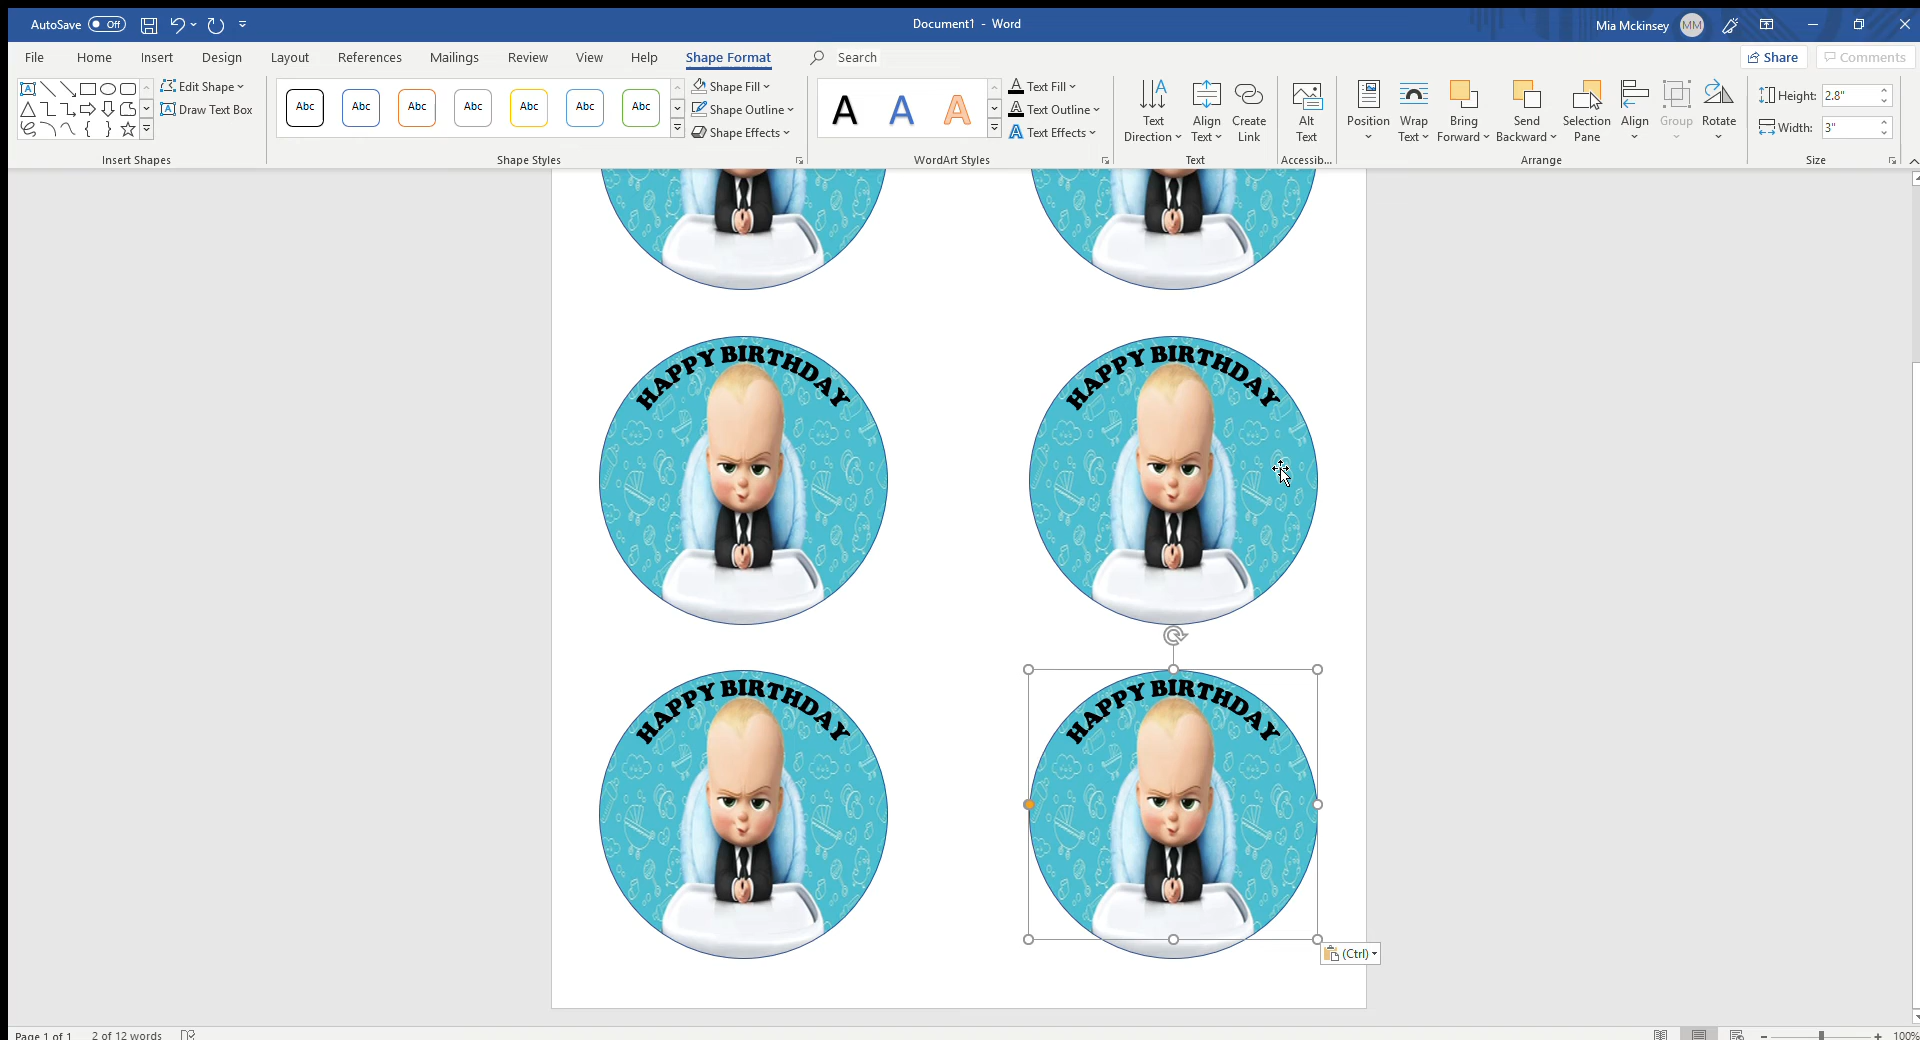 AutoSave Off Document1 - Word Mia Mckinsey MM
File Home Insert Design Layout References Mailings Review View Help Shape Format Search Share Comments
Edit Shape
Draw Text Box
Insert Shapes
Abc Abc Abc Abc Abc Abc Abc
Shape Fill
Shape Outline
Shape Effects
Shape Styles
A A A
Text Fill
Text Outline
Text Effects
WordArt Styles
Text Direction
Align Text
Create Link
Text
Alt Text
Accessib...
Position
Wrap Text
Bring Forward
Send Backward
Selection Pane
Align
Group
Rotate
Arrange
Height: 2.8"
Width: 3"
Size
HAPPY BIRTHDAY
HAPPY BIRTHDAY
HAPPY BIRTHDAY
HAPPY BIRTHDAY
(Ctrl)
Page 1 of 1 2 of 12 words 100%